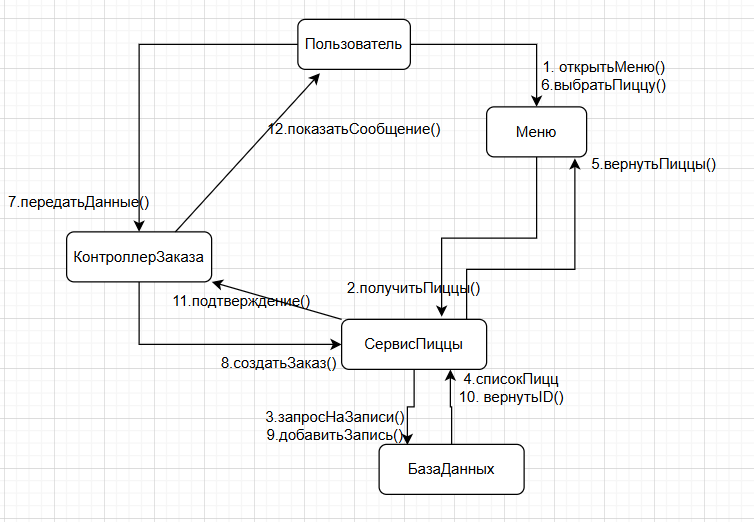 Пользователь
1. открытьМеню()
6.выбратьПиццу()
Меню
12.показатьСообщение()
5.вернутьПиццы()
7.передатьДанные()
КонтроллерЗаказа
2.получитьПиццы()
11.подтверждение()
СервисПиццы
8.создатьЗаказ()
4.списокПицц
10. вернутьID()
3.запросНаЗаписи()
9.добавитьЗапись()
БазаДанных